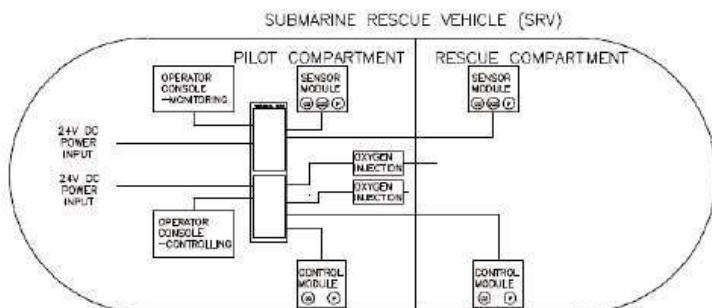 SUBMARINE RESCUE VEHICLE (SRV)
PILOT COMPARTMENT
RESCUE COMPARTMENT
OPERATOR
CONSOLE
-MONITORING
SENSOR
MODULE
SENSOR
MODULE
24V DC
POWER
INPUT
24V DC
POWER
INPUT
OXYGEN
INJECTION
OXYGEN
INJECTION
OPERATOR
CONSOLE
-CONTROLLING
CONTROL
MODULE
CONTROL
MODULE